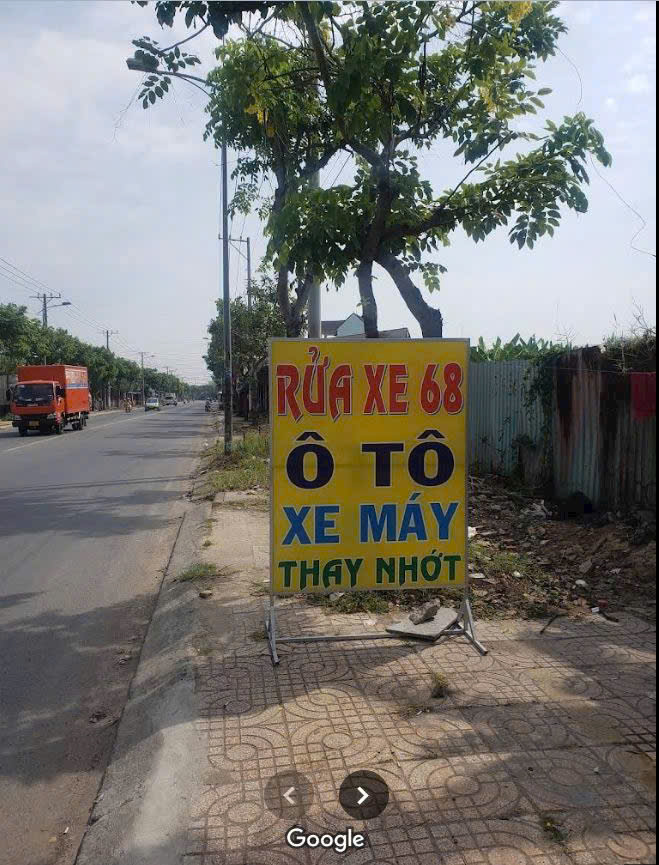 RỬA XE 68
Ô TÔ
XE MÁY
THAY NHỚT
Google